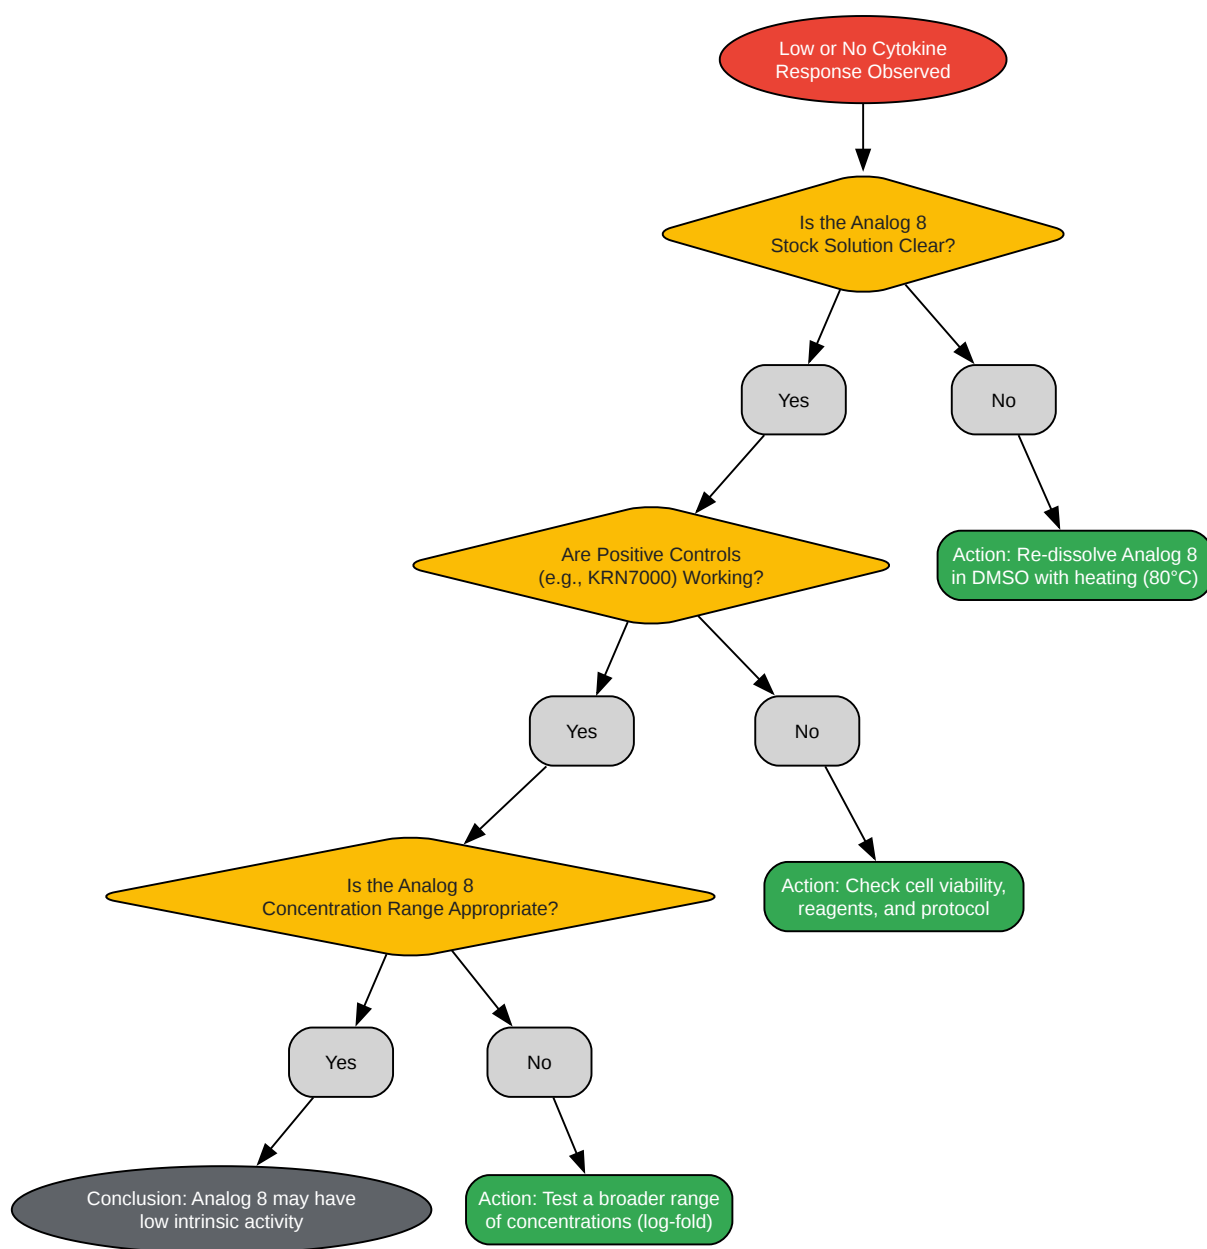 Low or No Cytokine
Response Observed
Is the Analog 8
Stock Solution Clear?
Yes
No
Are Positive Controls
(e.g., KRN7000) Working?
Action: Re-dissolve Analog 8
in DMSO with heating (80°C)
Yes
No
Is the Analog 8
Concentration Range Appropriate?
Action: Check cell viability,
reagents, and protocol
Yes
No
Conclusion: Analog 8 may have
low intrinsic activity
Action: Test a broader range
of concentrations (log-fold)